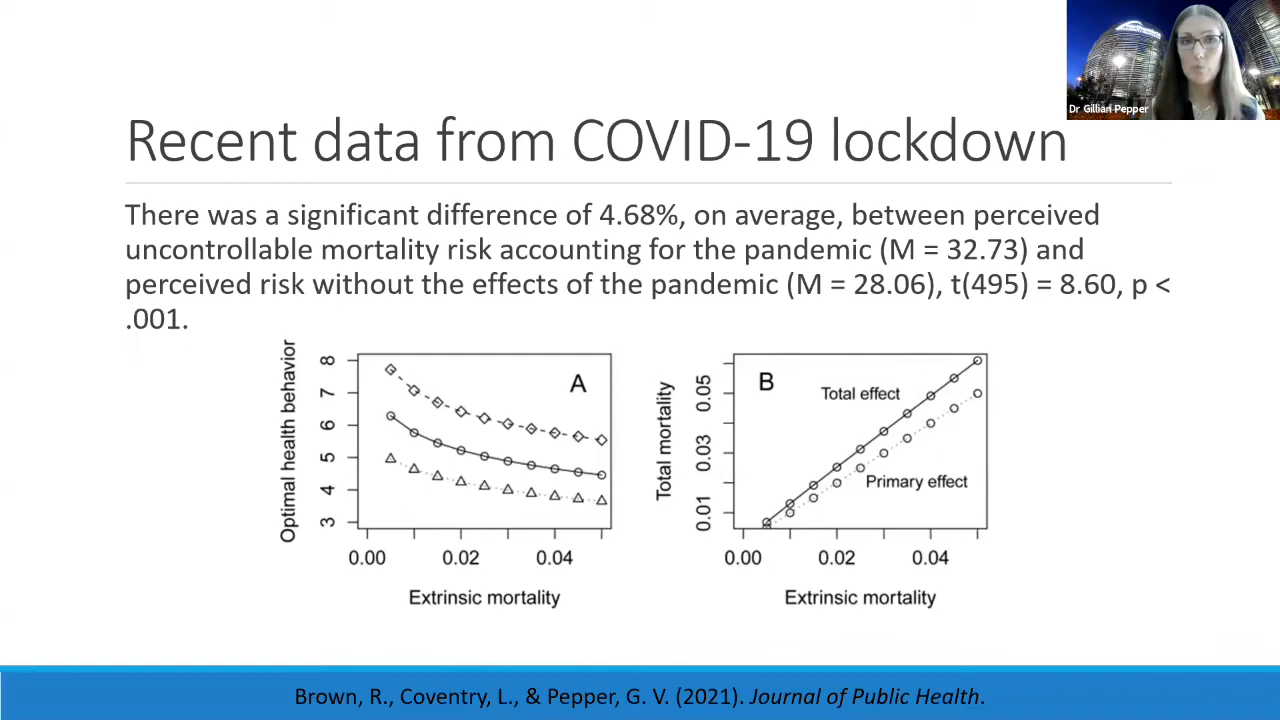 Dr Gillian Pepper
Recent data from COVID-19 lockdown
There was a significant difference of 4.68%, on average, between perceived
uncontrollable mortality risk accounting for the pandemic (M = 32.73) and
perceived risk without the effects of the pandemic (M = 28.06), t(495) = 8.60, p <
.001.
Optimal health behavior
8
7
6
5
4
3
A
0.00 0.02 0.04
Extrinsic mortality
Total mortality
0.05
0.03
0.01
B
Total effect
Primary effect
0.00 0.02 0.04
Extrinsic mortality
Brown, R., Coventry, L., & Pepper, G. V. (2021). Journal of Public Health.